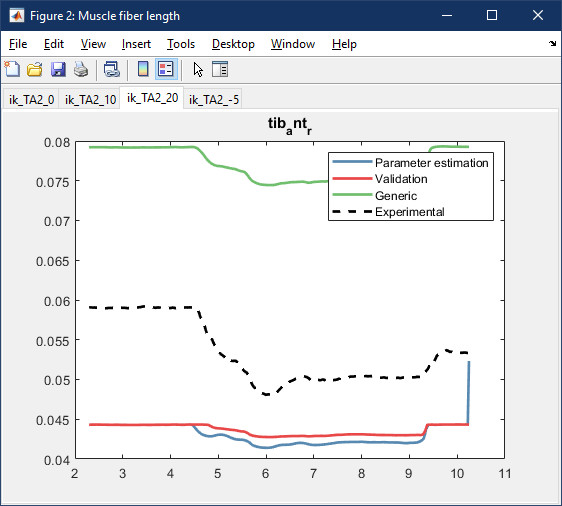 Figure 2: Muscle fiber length
File Edit View Insert Tools Desktop Window Help
ik_TA2_0 ik_TA2_10 ik_TA2_20 ik_TA2_-5
tib_ant_r
0.08
0.075
0.07
0.065
0.06
0.055
0.05
0.045
0.04
Parameter estimation
Validation
Generic
Experimental
2 3 4 5 6 7 8 9 10 11